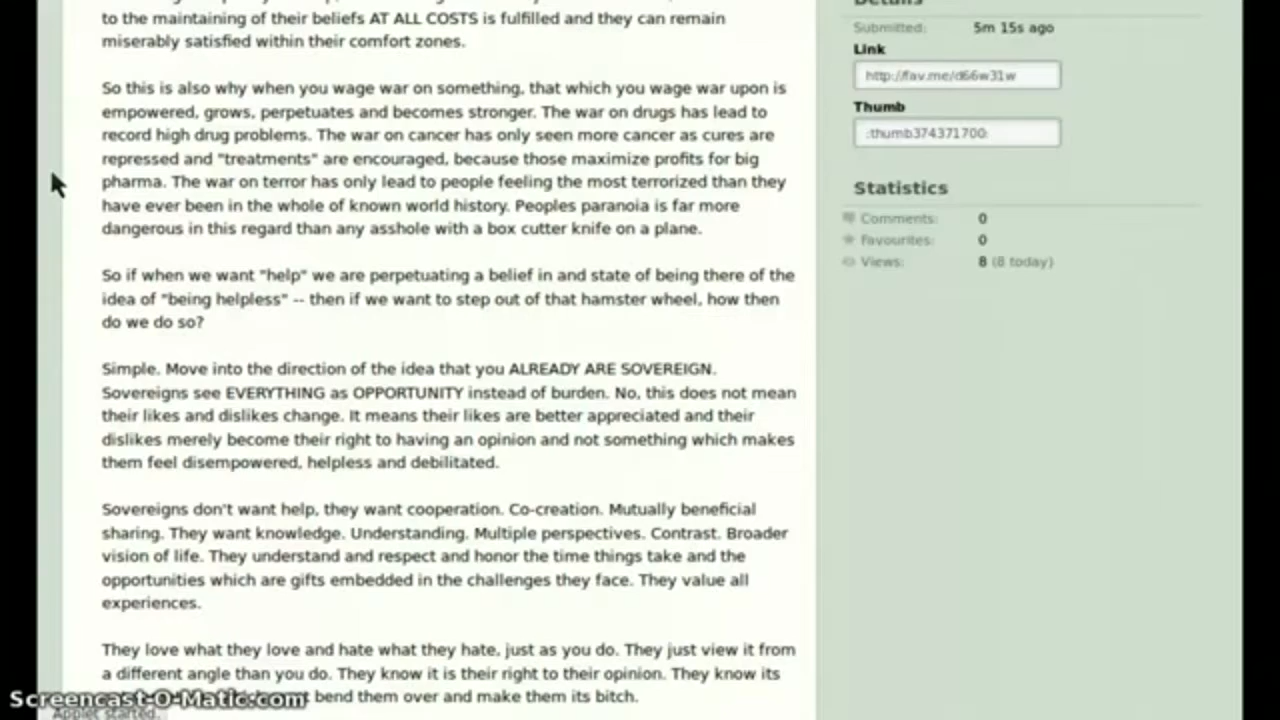 to the maintaining of their beliefs AT ALL COSTS is fulfilled and they can remain
miserably satisfied within their comfort zones.
So this is also why when you wage war on something, that which you wage war upon is
empowered, grows, perpetuates and becomes stronger. The war on drugs has lead to
record high drug problems. The war on cancer has only seen more cancer as cures are
repressed and "treatments" are encouraged, because those maximize profits for big
pharma. The war on terror has only lead to people feeling the most terrorized than they
have ever been in the whole of known world history. Peoples paranoia is far more
dangerous in this regard than any asshole with a box cutter knife on a plane.
So if when we want "help" we are perpetuating a belief in and state of being there of the
idea of "being helpless" -- then if we want to step out of that hamster wheel, how then
do we do so?
Simple. Move into the direction of the idea that you ALREADY ARE SOVEREIGN.
Sovereigns see EVERYTHING as OPPORTUNITY instead of burden. No, this does not mean
their likes and dislikes change. It means their likes are better appreciated and their
dislikes merely become their right to having an opinion and not something which makes
them feel disempowered, helpless and debilitated.
Sovereigns don't want help, they want cooperation. Co-creation. Mutually beneficial
sharing. They want knowledge. Understanding. Multiple perspectives. Contrast. Broader
vision of life. They understand and respect and honor the time things take and the
opportunities which are gifts embedded in the challenges they face. They value all
experiences.
They love what they love and hate what they hate, just as you do. They just view it from
a different angle than you do. They know it is their right to their opinion. They know its
bend them over and make them its bitch.
Details
Submitted: 5m 15s ago
Link
http://fav.me/d66w31w
Thumb
:thumb374371700:
Statistics
Comments: 0
Favourites: 0
Views: 8 (8 today)
Screencast-O-Matic.com
Applet started.